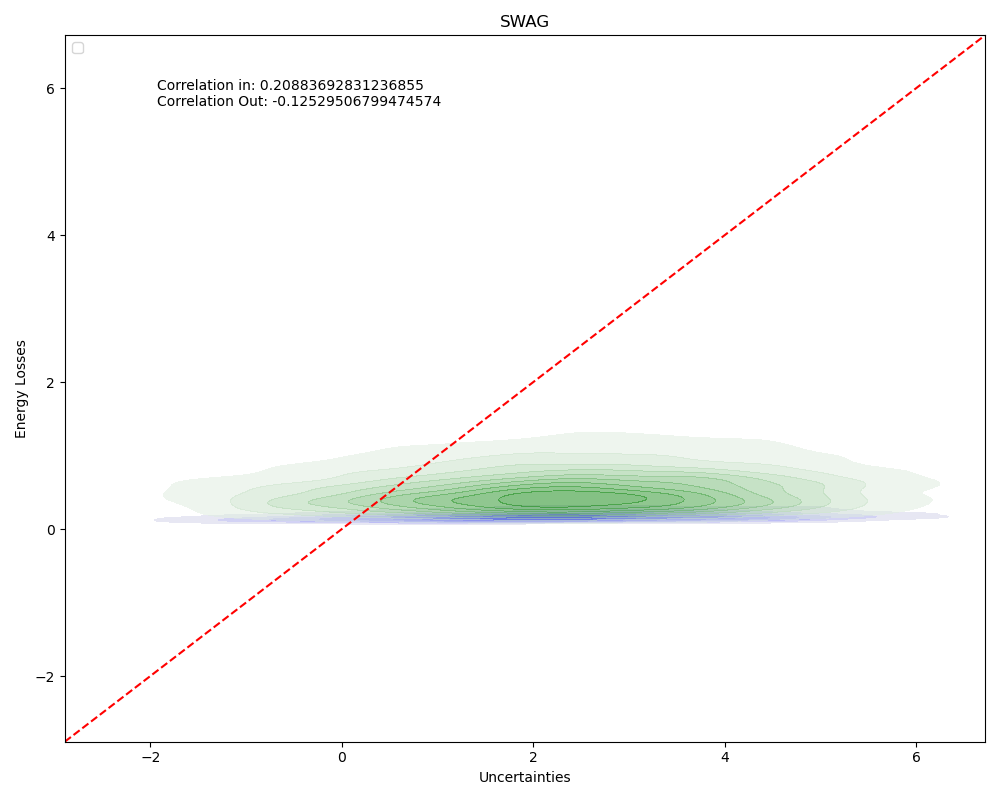 SWAG
Correlation in: 0.20883692831236855
Correlation Out: -0.12529506799474574
6
4
2
0
−2
Energy Losses
−2 0 2 4 6
Uncertainties